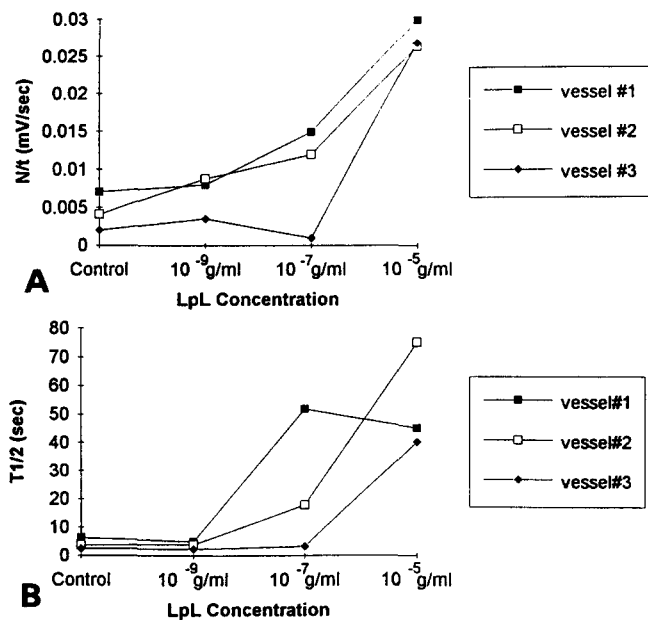 0.03
0.025
0.02
0.015
0.01
0.005
0
N/t (mV/sec)
Control 10⁻⁹g/ml 10⁻⁷g/ml 10⁻⁵g/ml
LpL Concentration
A
vessel #1
vessel #2
vessel #3
80
70
60
50
40
30
20
10
0
T1/2 (sec)
Control 10⁻⁹g/ml 10⁻⁷g/ml 10⁻⁵g/ml
LpL Concentration
B
vessel#1
vessel#2
vessel#3